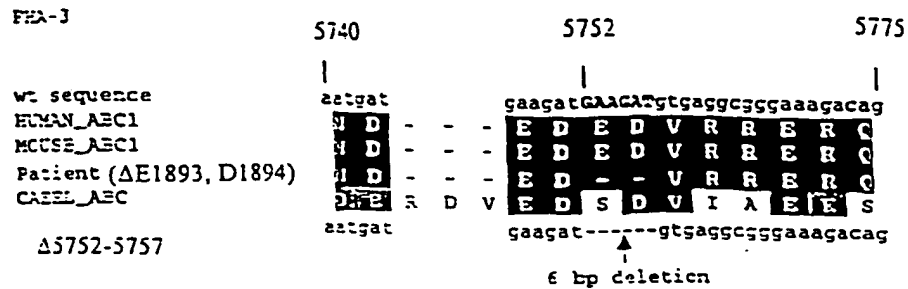 FHA-3
5740 5752 5775
wt sequence aatgat gaagatGAAGATgtgaggcgggaaagacag
HUMAN_ABC1 N D - - - E D E D V R R E R Q
MOUSE_ABC1 N D - - - E D E D V R R E R Q
Patient (ΔE1893, D1894) N D - - - E D - - V R R E R Q
CAEEL_ABC R D V E D S D V I A E S
aatgat gaagat------gtgaggcgggaaagacag
Δ5752-5757
6 bp deletion